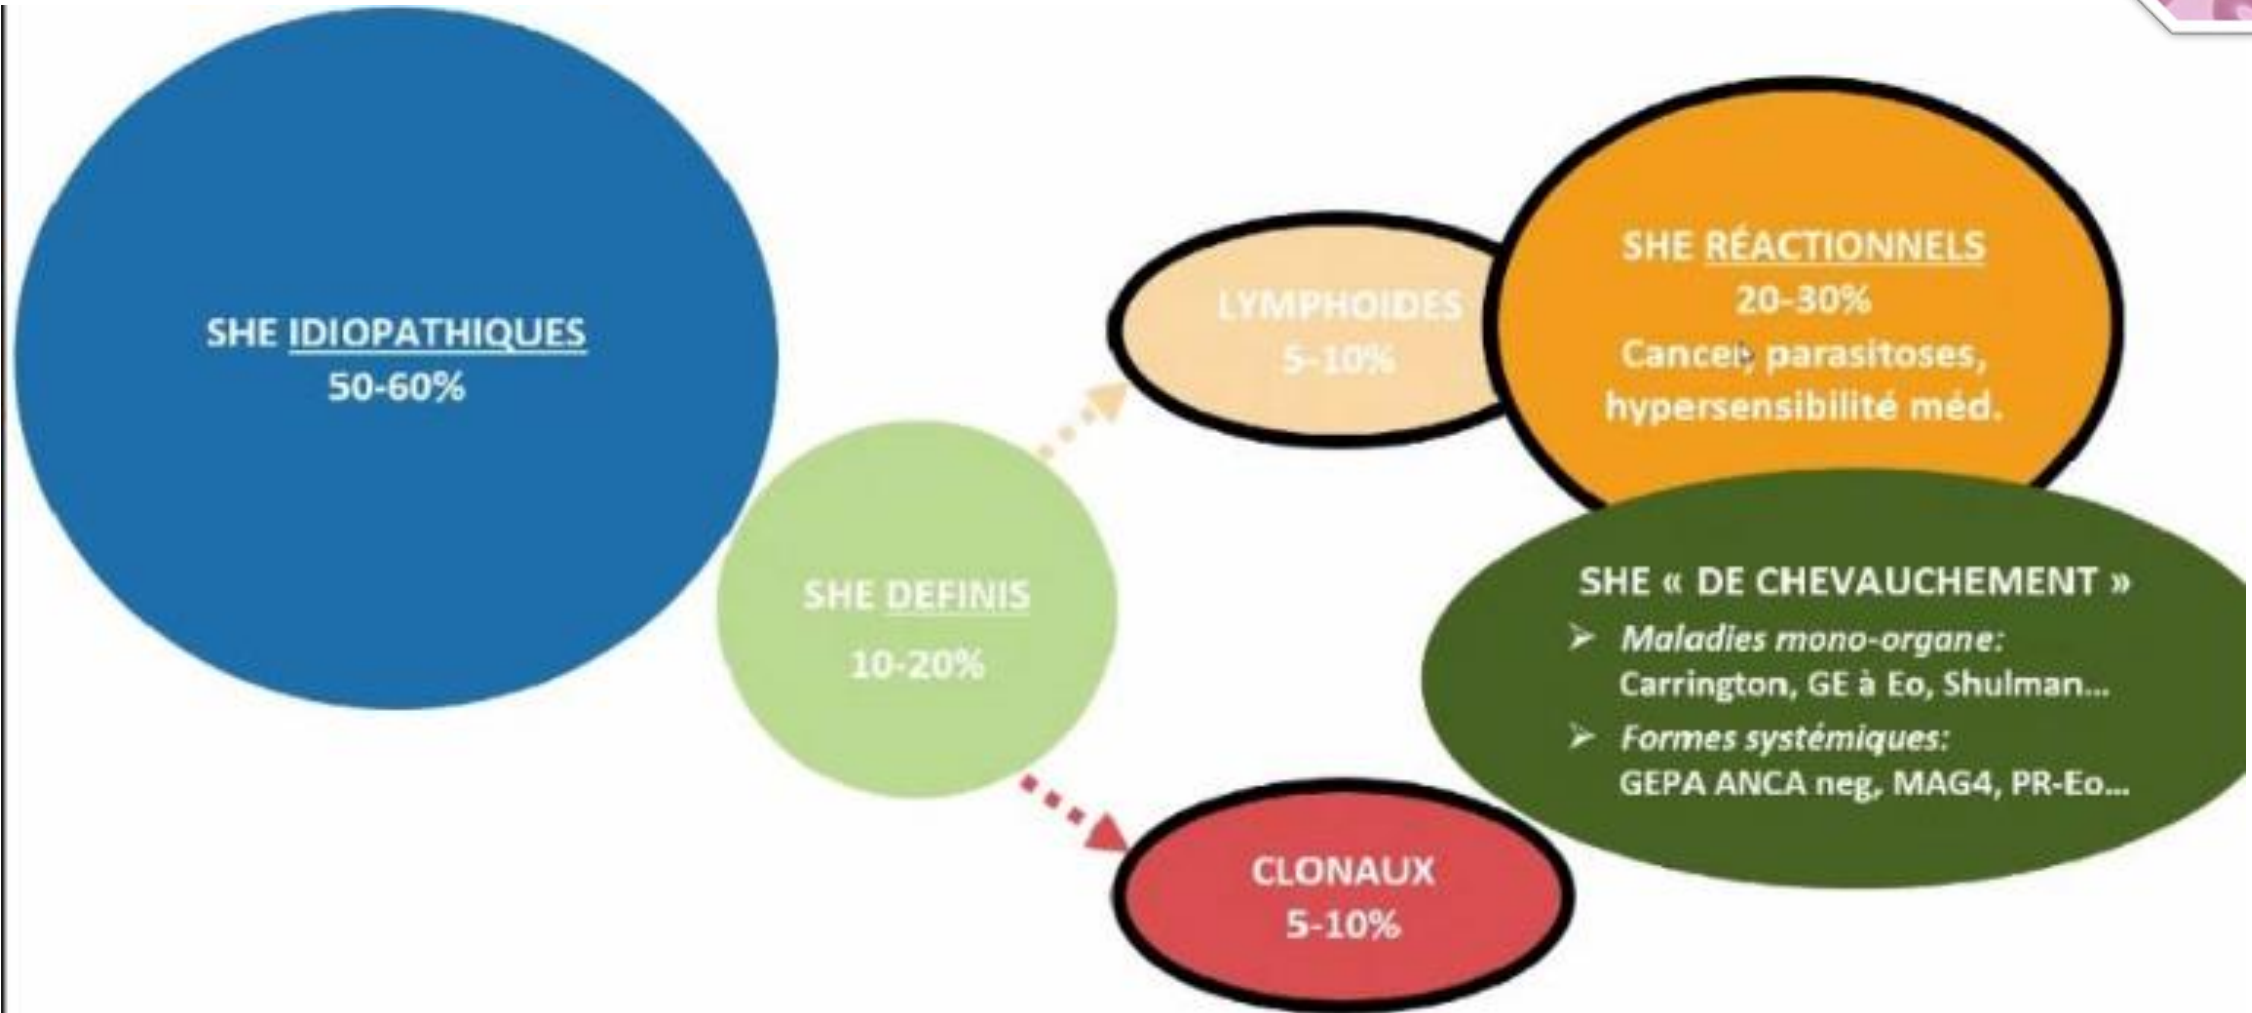 SHE IDIOPATHIQUES
50-60%
SHE DEFINIS
10-20%
LYMPHOIDES
5-10%
CLONAUX
5-10%
SHE RÉACTIONNELS
20-30%
Cancer, parasitoses,
hypersensibilité méd.
SHE « DE CHEVAUCHEMENT »
➢ Maladies mono-organe:
Carrington, GE à Eo, Shulman...
➢ Formes systémiques:
GEPA ANCA neg, MAG4, PR-Eo...